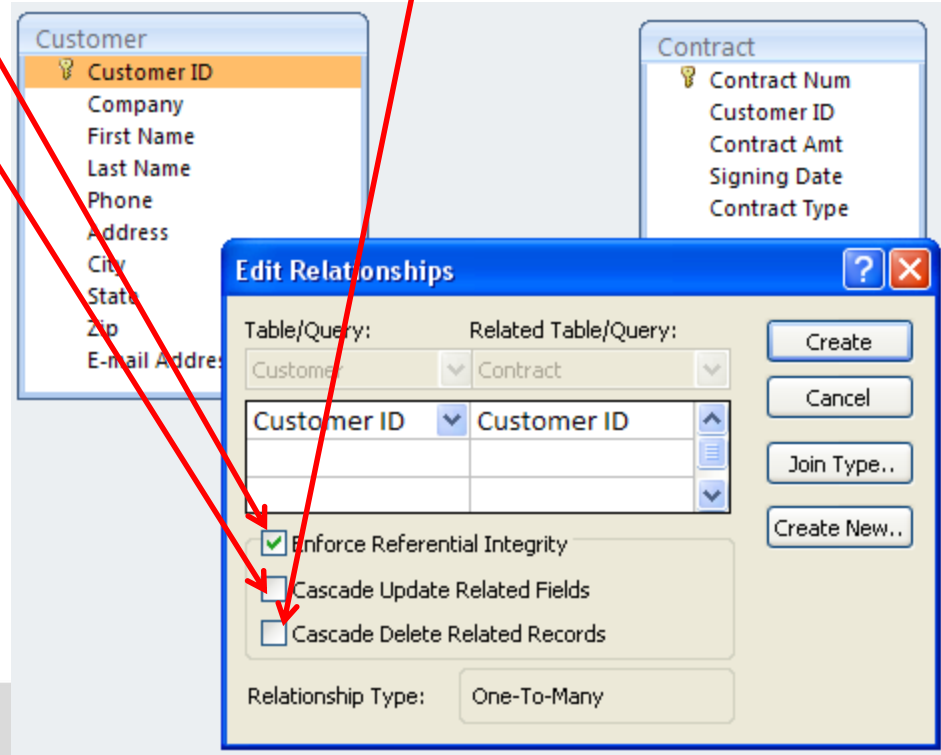 Customer
Customer ID
Company
First Name
Last Name
Phone
Address
City
State
Zip
E-mail Addres
Contract
Contract Num
Customer ID
Contract Amt
Signing Date
Contract Type
Edit Relationships
?
Table/Query: Related Table/Query:
Customer Contract
Customer ID Customer ID
Enforce Referential Integrity
Cascade Update Related Fields
Cascade Delete Related Records
Relationship Type: One-To-Many
Create
Cancel
Join Type..
Create New..